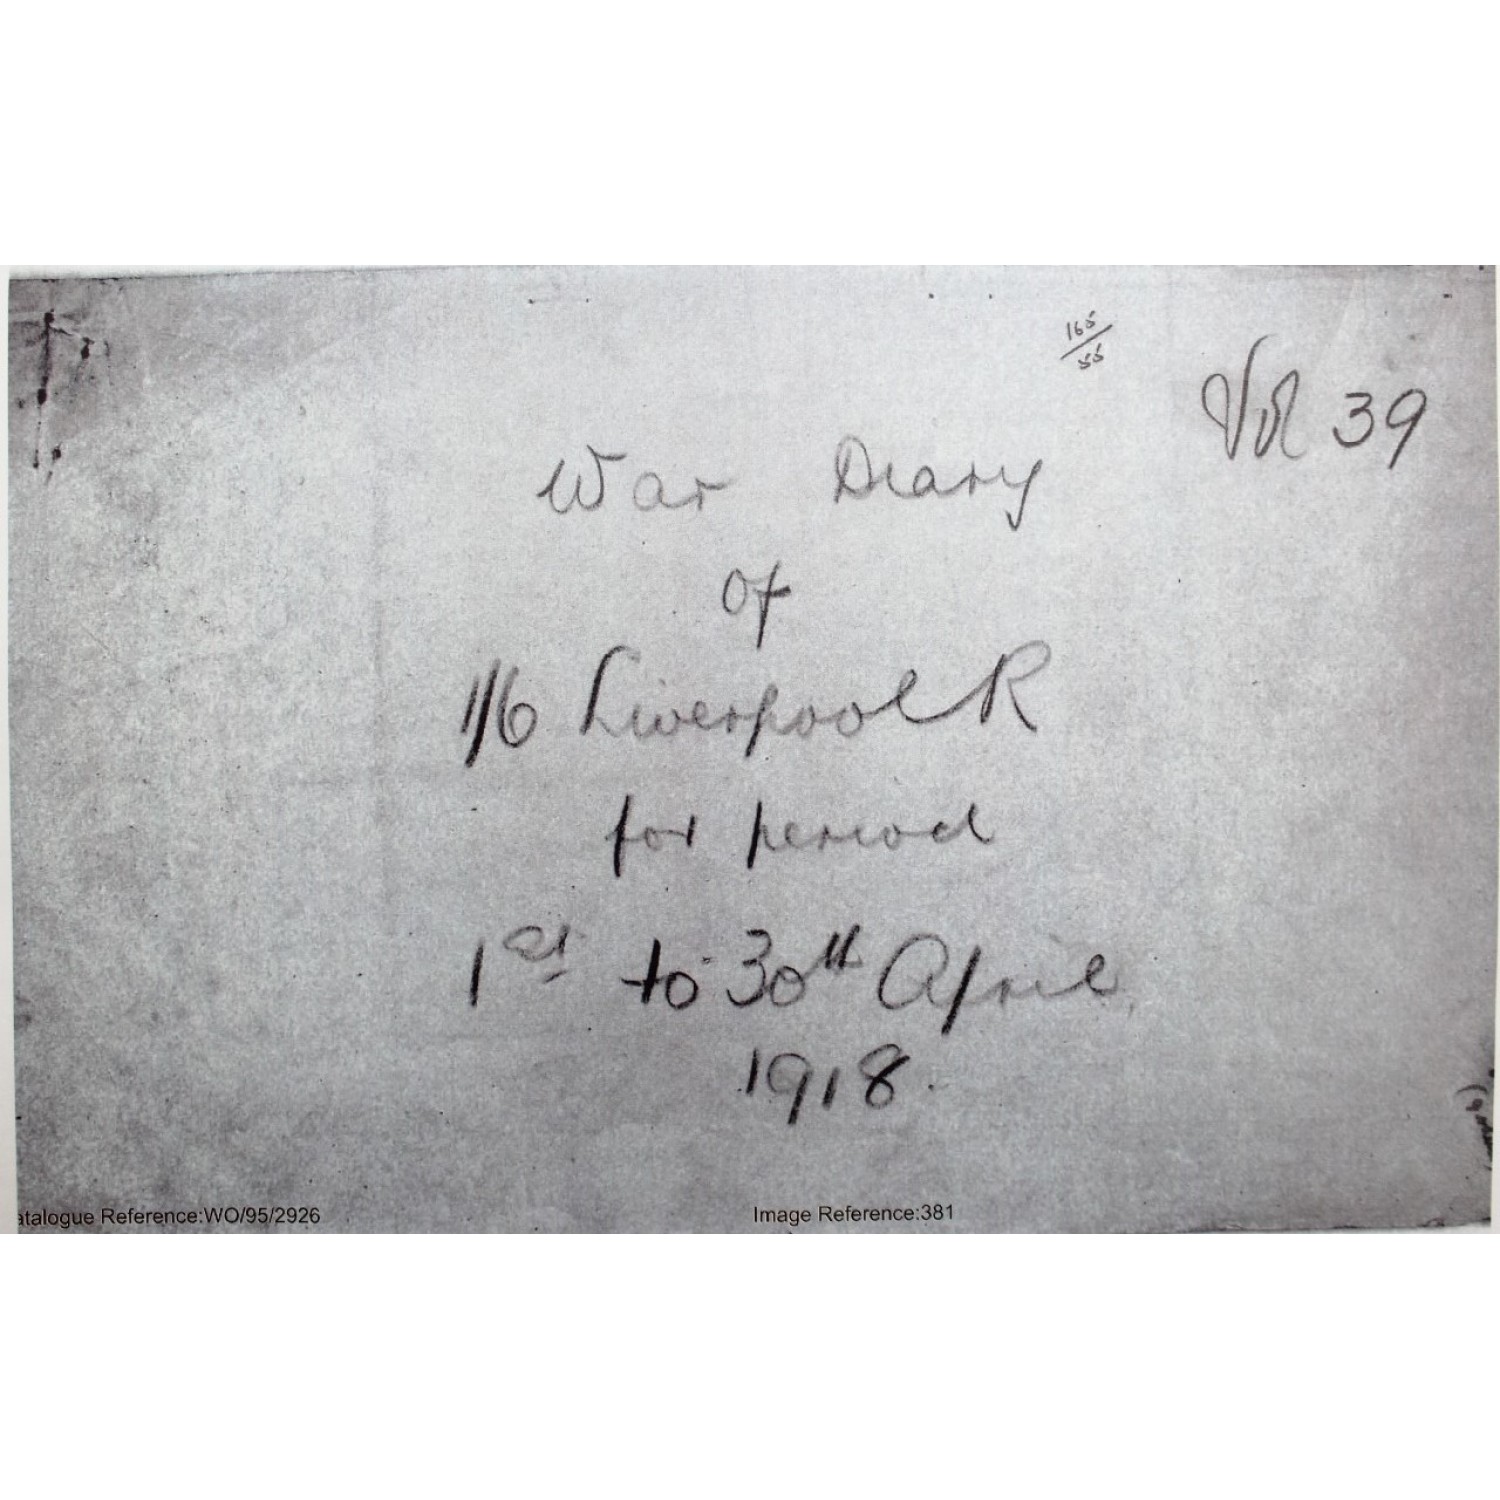 165/55
Vol 39
War Diary
of
1/6 Liverpool R
for period
1st to 30th April
1918.
atalogue Reference:WO/95/2926
Image Reference:381